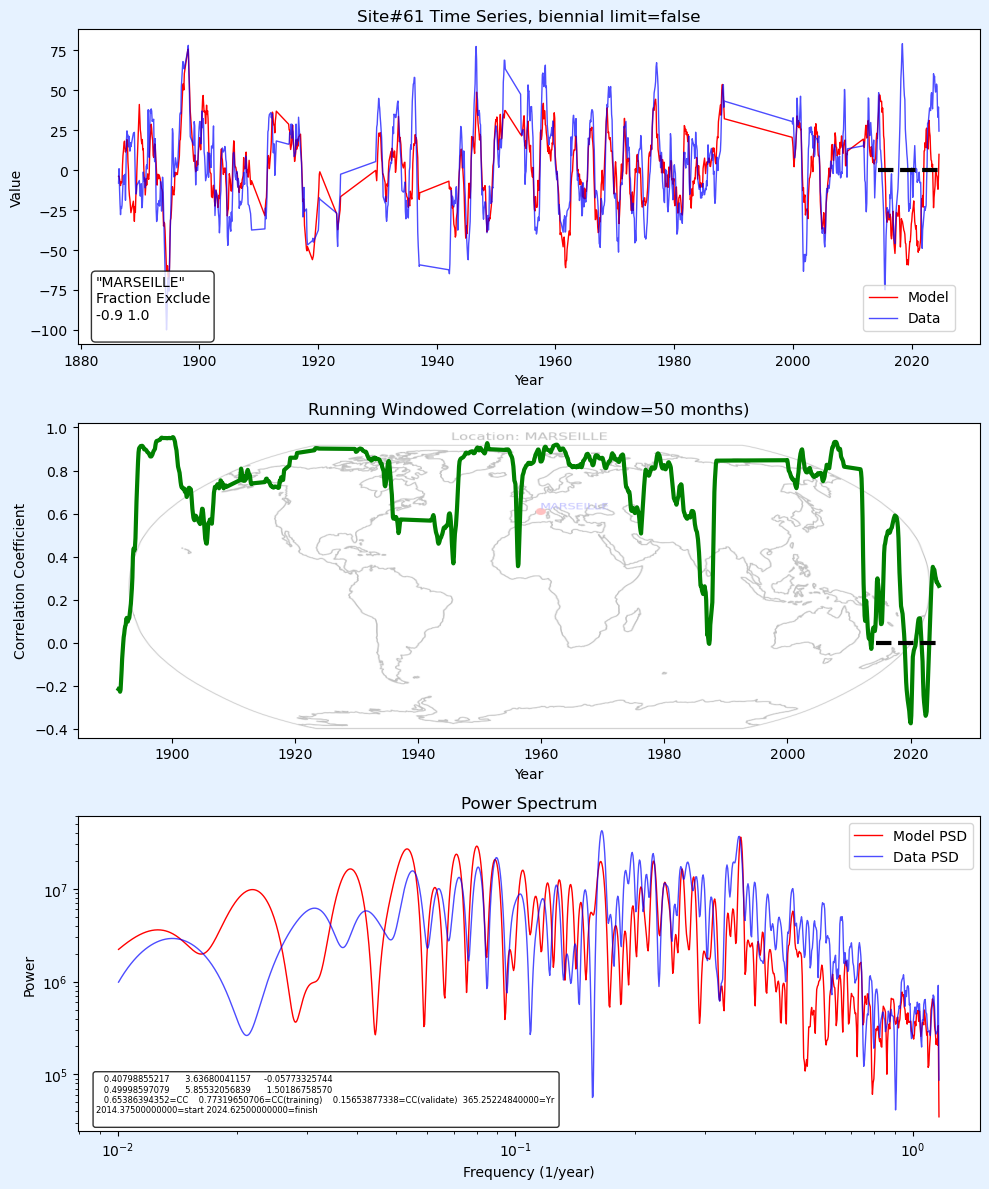 Site#61 Time Series, biennial limit=false
Value
75
50
25
0
−25
−50
−75
−100
"MARSEILLE"
Fraction Exclude
-0.9 1.0
Model
Data
1880 1900 1920 1940 1960 1980 2000 2020
Year
Running Windowed Correlation (window=50 months)
Location: MARSEILLE
MARSEILLE
Correlation Coefficient
1.0
0.8
0.6
0.4
0.2
0.0
−0.2
−0.4
1900 1920 1940 1960 1980 2000 2020
Year
Power Spectrum
Model PSD
Data PSD
Power
10^7
10^6
10^5
0.40798855217 3.63680041157 -0.05773325744
0.49998597079 5.85532056839 1.50186758570
0.65386394352=CC 0.77319650706=CC(training) 0.15653877338=CC(validate) 365.25224840000=Yr
2014.37500000000=start 2024.62500000000=finish
10^−2 10^−1 10^0
Frequency (1/year)